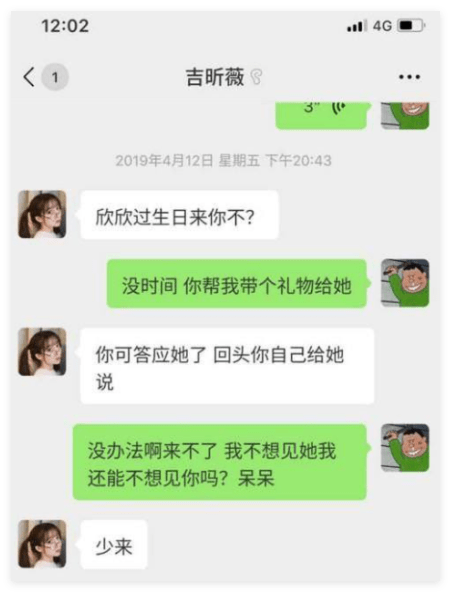 12:02
4G
1
吉昕薇
3"
2019年4月12日 星期五 下午20:43
欣欣过生日来你不？
没时间 你帮我带个礼物给她
你可答应她了 回头你自己给她
说
没办法啊来不了 我不想见她我
还能不想见你吗？呆呆
少来